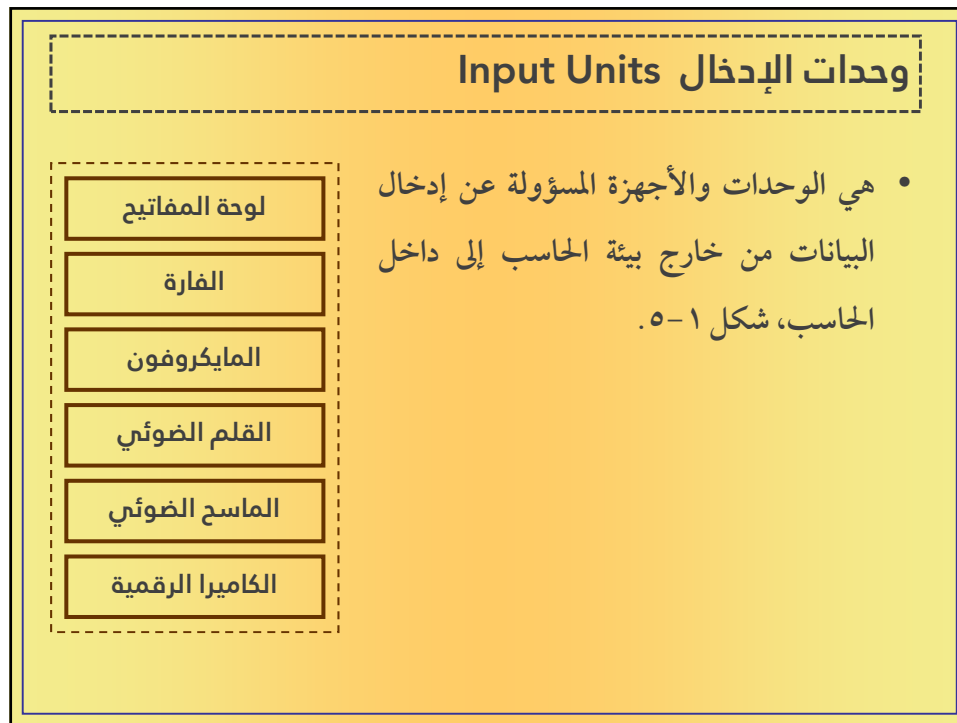 وحدات الإدخال Input Units
• هي الوحدات والأجهزة المسؤولة عن إدخال
البيانات من خارج بيئة الحاسب إلى داخل
الحاسب، شكل ١-٥.
لوحة المفاتيح
الفارة
المايكروفون
القلم الضوئي
الماسح الضوئي
الكاميرا الرقمية